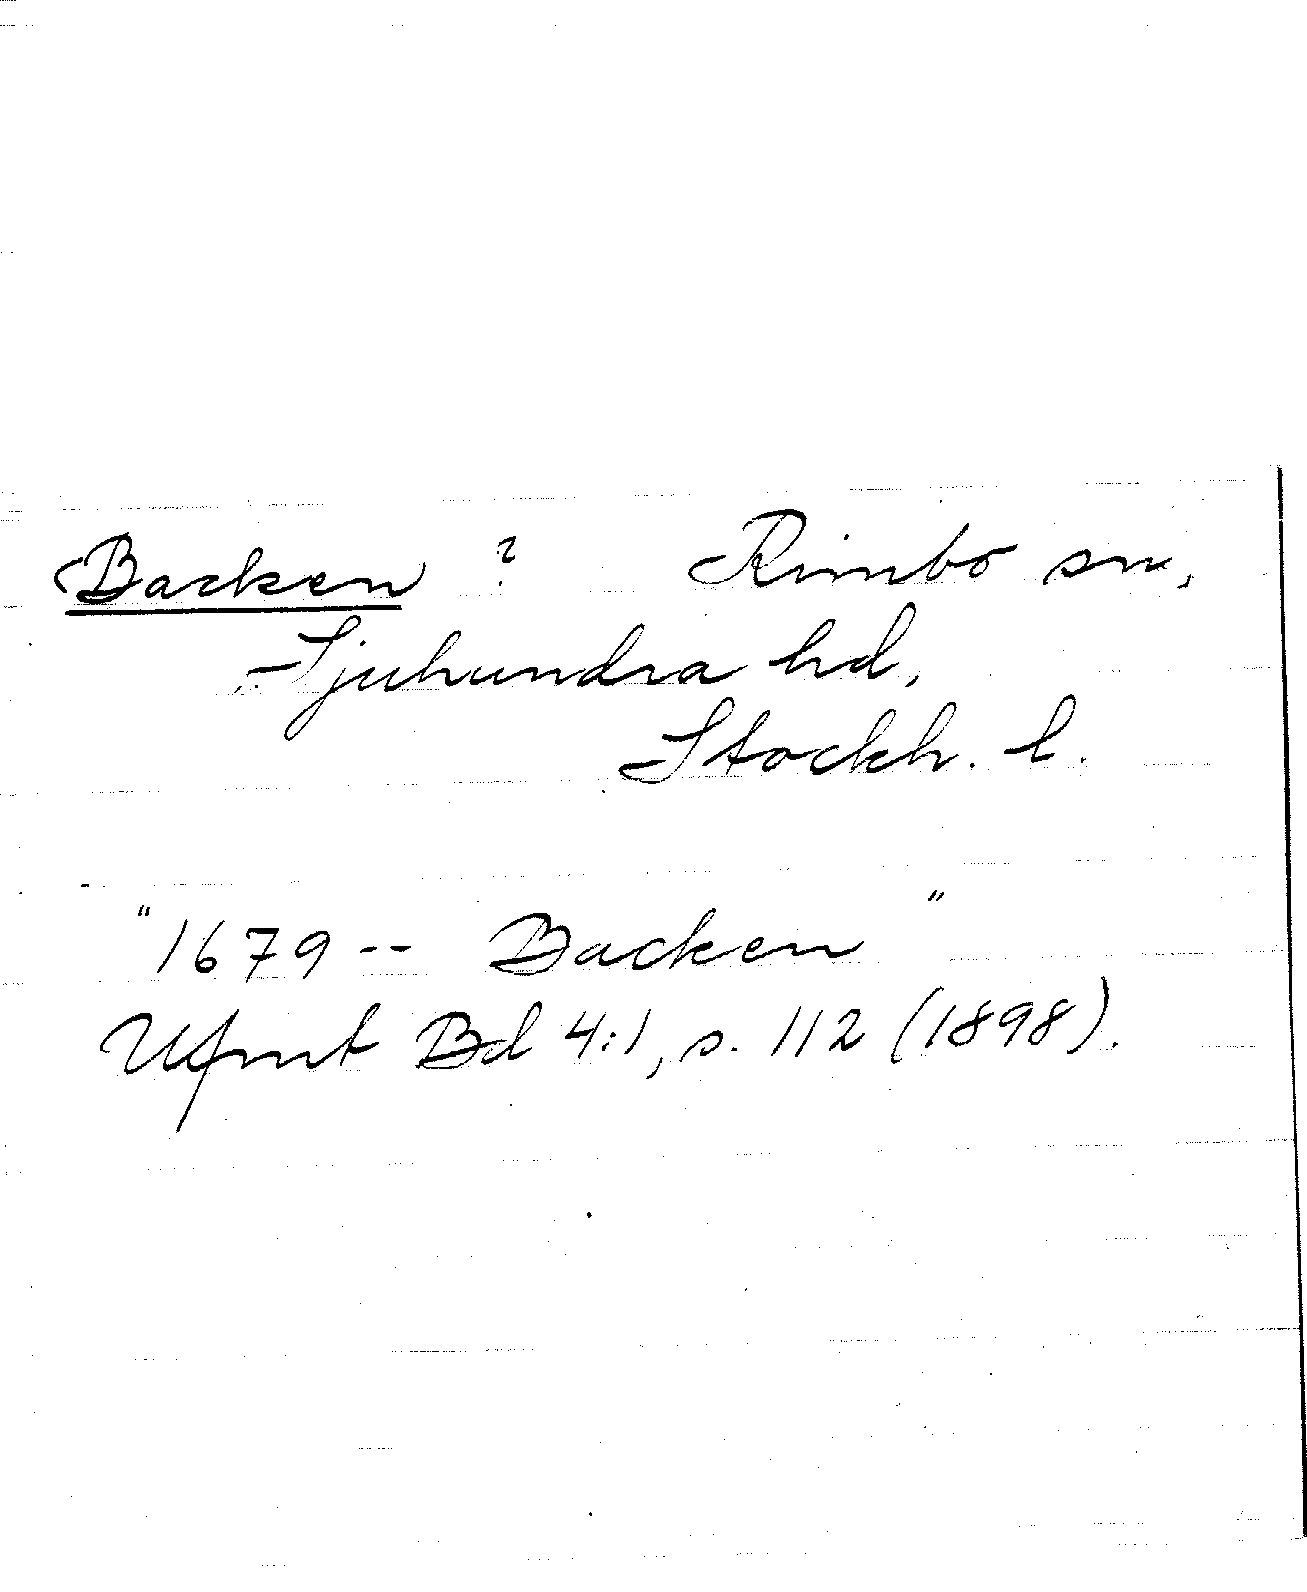 Backen ? Rimbo sn,
Sjuhundra hd,
Stockh. l.
"1679-- Backen "
Ufmt Bd 4:1, s. 112 (1898).